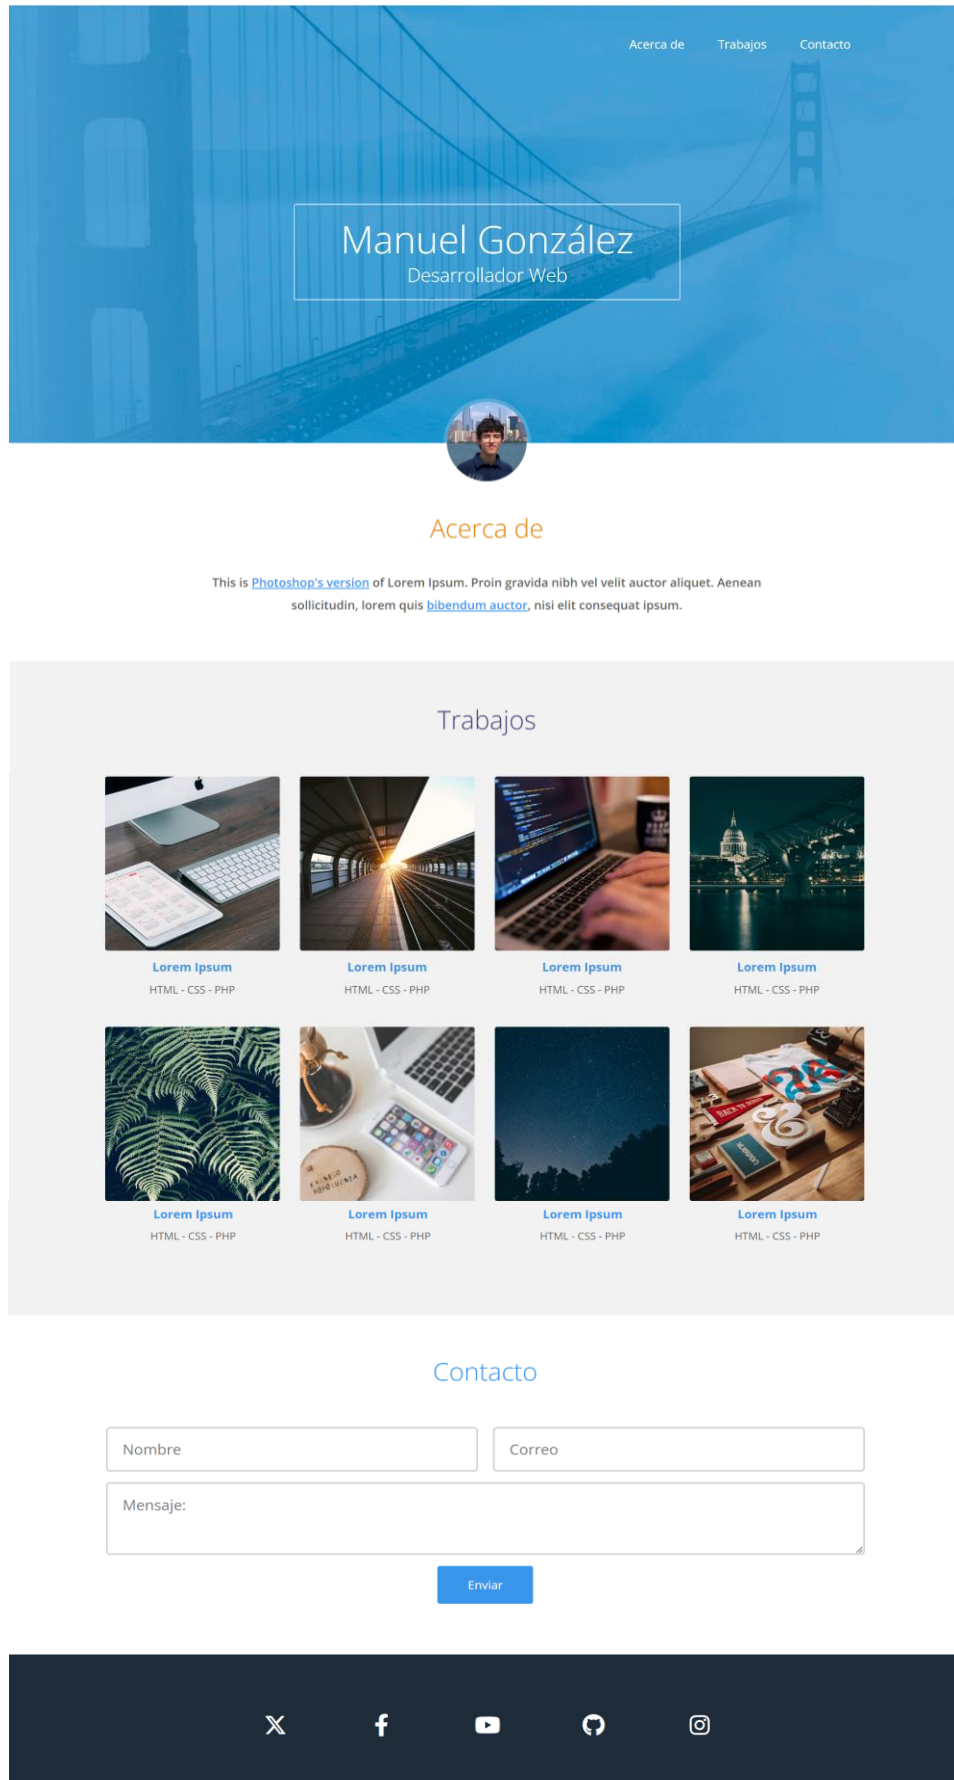 Acerca de Trabajos Contacto
Manuel González
Desarrollador Web
Acerca de
This is Photoshop's version of Lorem Ipsum. Proin gravida nibh vel velit auctor aliquet. Aenean
sollicitudin, lorem quis bibendum auctor, nisi elit consequat ipsum.
Trabajos
Lorem Ipsum Lorem Ipsum Lorem Ipsum Lorem Ipsum
HTML - CSS - PHP HTML - CSS - PHP HTML - CSS - PHP HTML - CSS - PHP
BACK TO SCHOOL
Lorem Ipsum Lorem Ipsum Lorem Ipsum Lorem Ipsum
HTML - CSS - PHP HTML - CSS - PHP HTML - CSS - PHP HTML - CSS - PHP
Contacto
Nombre Correo
Mensaje:
Enviar